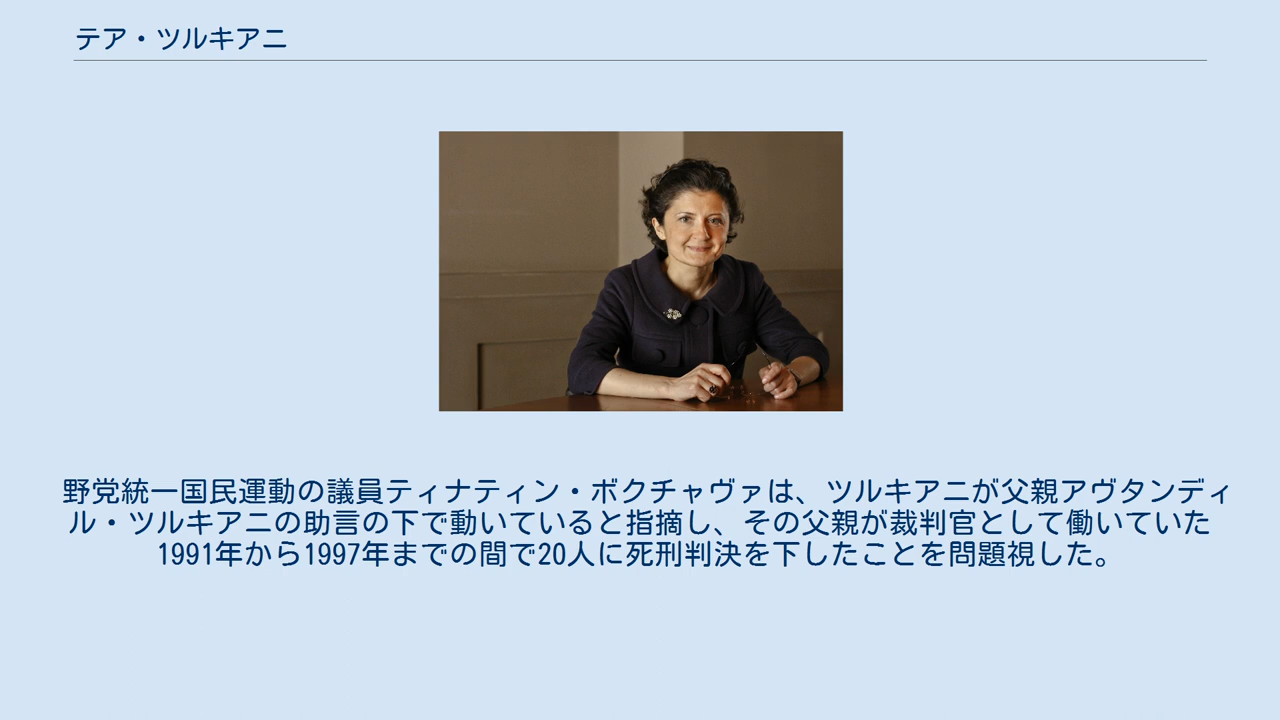 テア・ツルキアニ
野党統一国民運動の議員ティナティン・ボクチャヴァは、ツルキアニが父親アヴタンディ
ル・ツルキアニの助言の下で動いていると指摘し、その父親が裁判官として働いていた
1991年から1997年までの間で20人に死刑判決を下したことを問題視した。